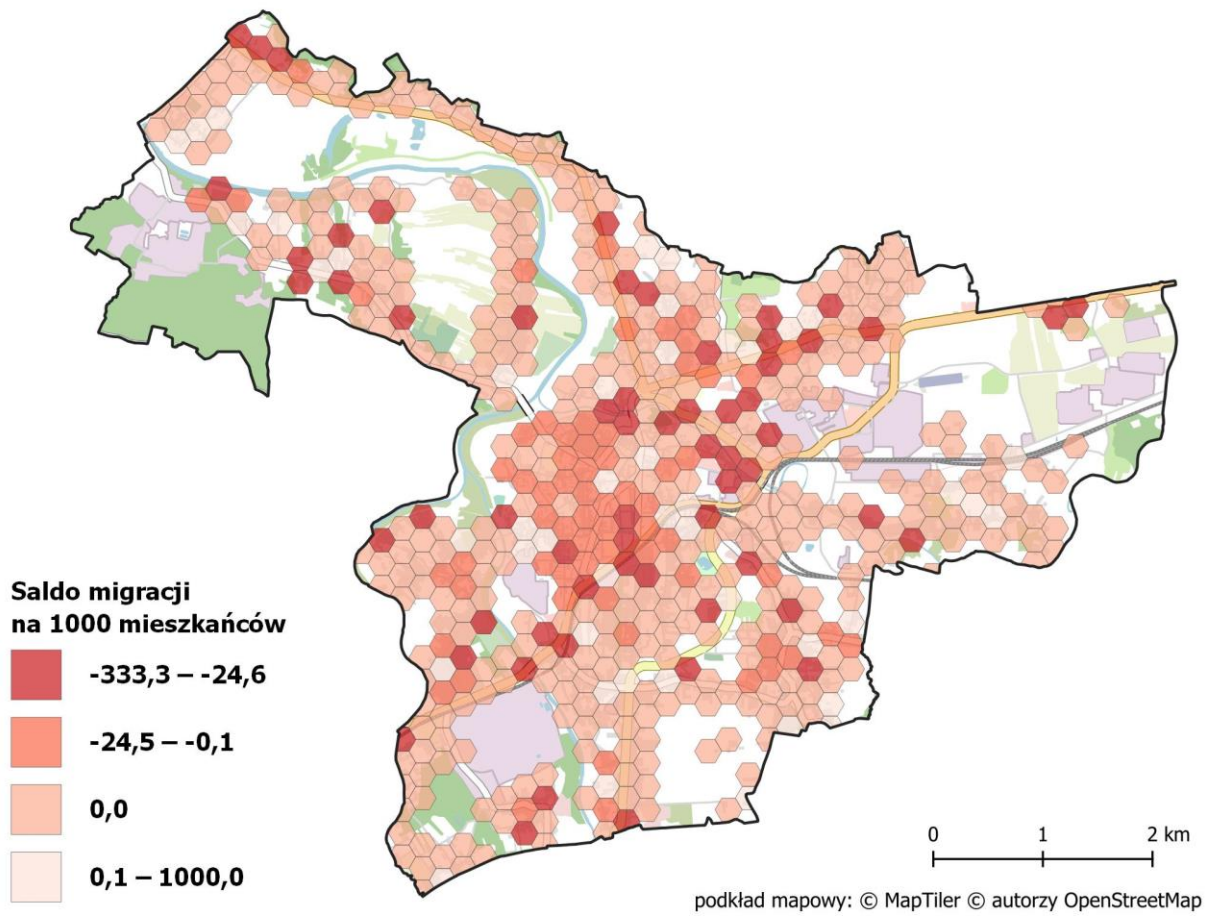 Saldo migracji
na 1000 mieszkańców
-333,3 – -24,6
-24,5 – -0,1
0,0
0,1 – 1000,0
0 1 2 km
podkład mapowy: © MapTiler © autorzy OpenStreetMap